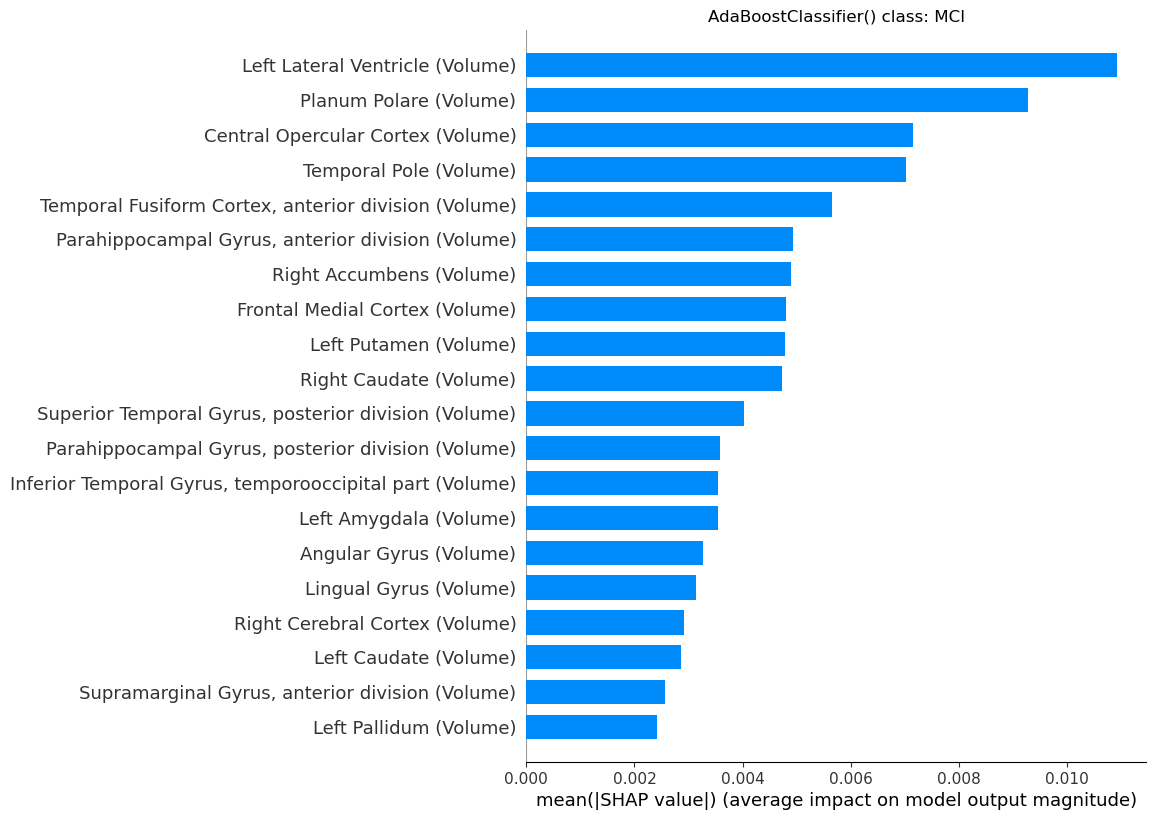 AdaBoostClassifier() class: MCI
Left Lateral Ventricle (Volume)
Planum Polare (Volume)
Central Opercular Cortex (Volume)
Temporal Pole (Volume)
Temporal Fusiform Cortex, anterior division (Volume)
Parahippocampal Gyrus, anterior division (Volume)
Right Accumbens (Volume)
Frontal Medial Cortex (Volume)
Left Putamen (Volume)
Right Caudate (Volume)
Superior Temporal Gyrus, posterior division (Volume)
Parahippocampal Gyrus, posterior division (Volume)
Inferior Temporal Gyrus, temporooccipital part (Volume)
Left Amygdala (Volume)
Angular Gyrus (Volume)
Lingual Gyrus (Volume)
Right Cerebral Cortex (Volume)
Left Caudate (Volume)
Supramarginal Gyrus, anterior division (Volume)
Left Pallidum (Volume)
0.000 0.002 0.004 0.006 0.008 0.010
mean(|SHAP value|) (average impact on model output magnitude)